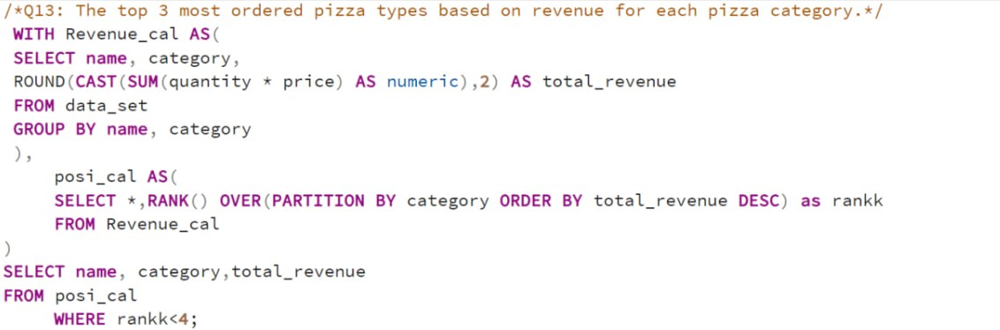 /*Q13: The top 3 most ordered pizza types based on revenue for each pizza category.*/
WITH Revenue_cal AS(
SELECT name, category,
ROUND(CAST(SUM(quantity * price) AS numeric),2) AS total_revenue
FROM data_set
GROUP BY name, category
),
posi_cal AS(
SELECT *,RANK() OVER(PARTITION BY category ORDER BY total_revenue DESC) as rankk
FROM Revenue_cal
)
SELECT name, category,total_revenue
FROM posi_cal
WHERE rankk<4;